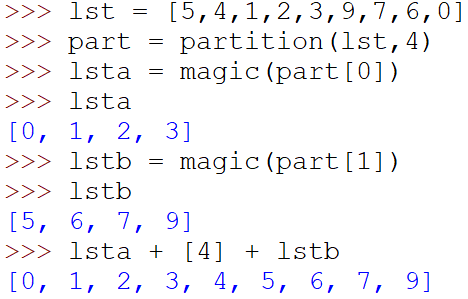 >>> lst = [5,4,1,2,3,9,7,6,0]
>>> part = partition(lst,4)
>>> lsta = magic(part[0])
>>> lsta
[0, 1, 2, 3]
>>> lstb = magic(part[1])
>>> lstb
[5, 6, 7, 9]
>>> lsta + [4] + lstb
[0, 1, 2, 3, 4, 5, 6, 7, 9]